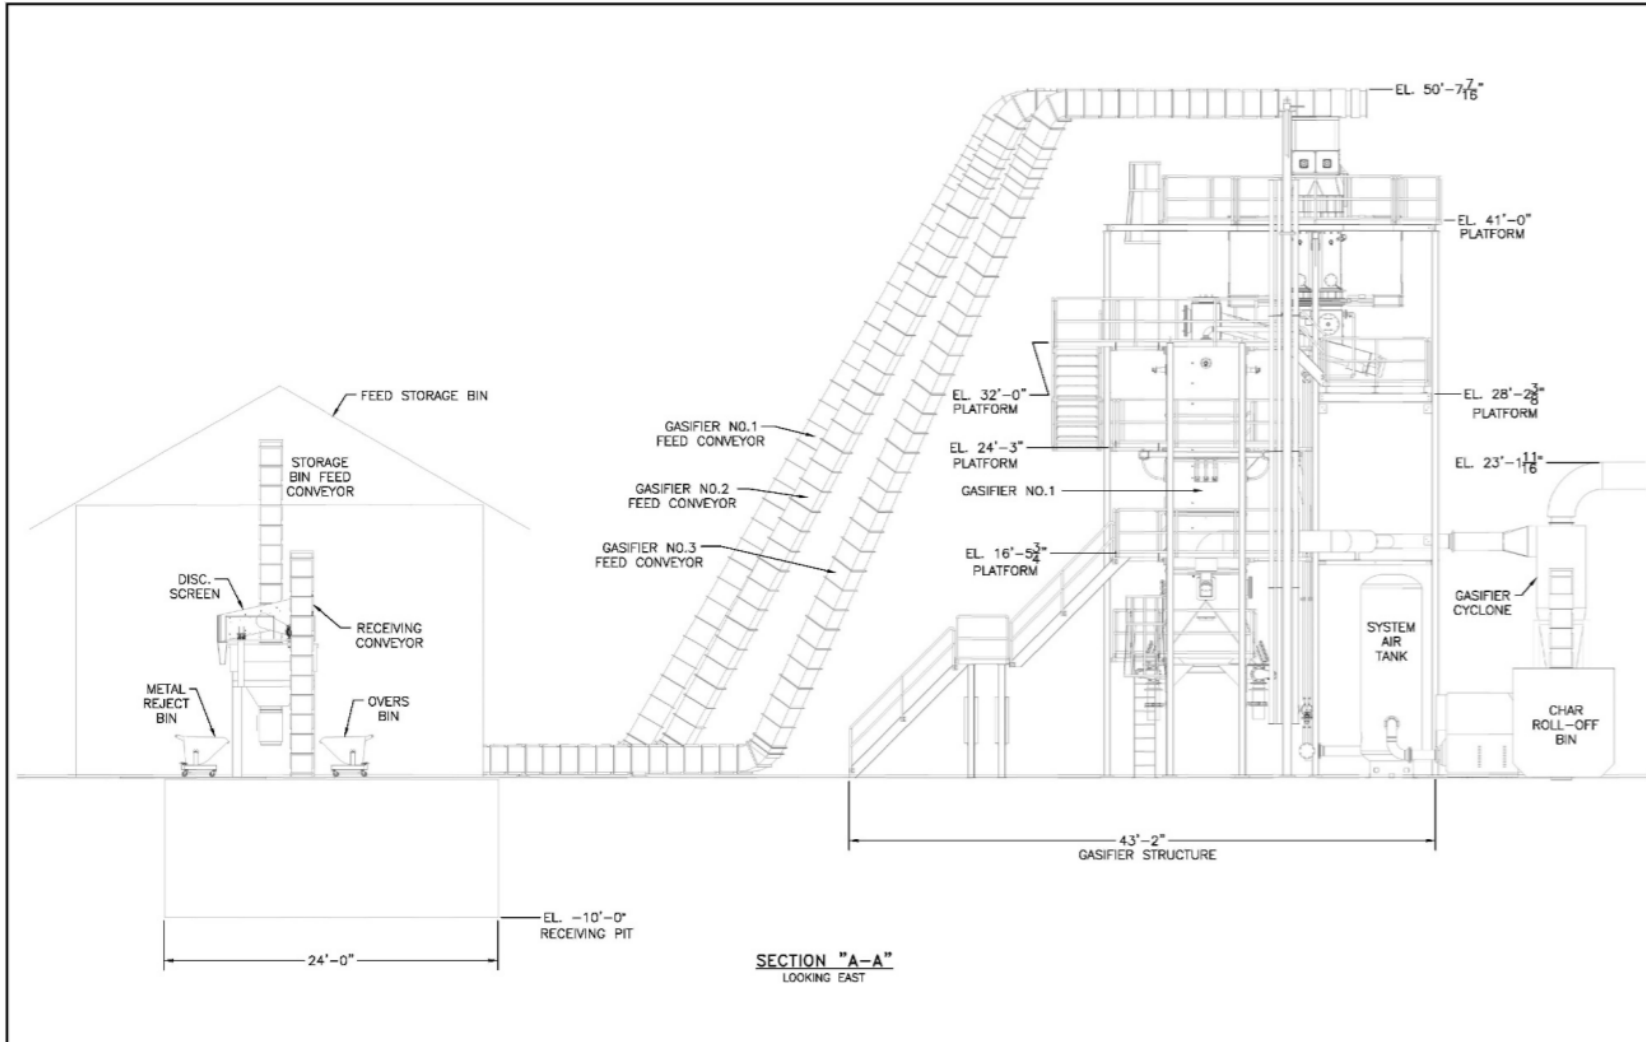 EL. 50'-7 7/16"
EL. 41'-0"
PLATFORM
FEED STORAGE BIN
EL. 32'-0"
PLATFORM
EL. 28'-2 3/8"
PLATFORM
GASIFIER NO.1
FEED CONVEYOR
STORAGE
BIN FEED
CONVEYOR
EL. 24'-3"
PLATFORM
EL. 23'-1 11/16"
GASIFIER NO.2
FEED CONVEYOR
GASIFIER NO.1
GASIFIER NO.3
FEED CONVEYOR
EL. 16'-5 3/4"
PLATFORM
DISC.
SCREEN
GASIFIER
CYCLONE
RECEIVING
CONVEYOR
SYSTEM
AIR
TANK
METAL
REJECT
BIN
OVERS
BIN
CHAR
ROLL-OFF
BIN
43'-2"
GASIFIER STRUCTURE
EL. -10'-0"
RECEIVING PIT
24'-0"
SECTION "A-A"
LOOKING EAST